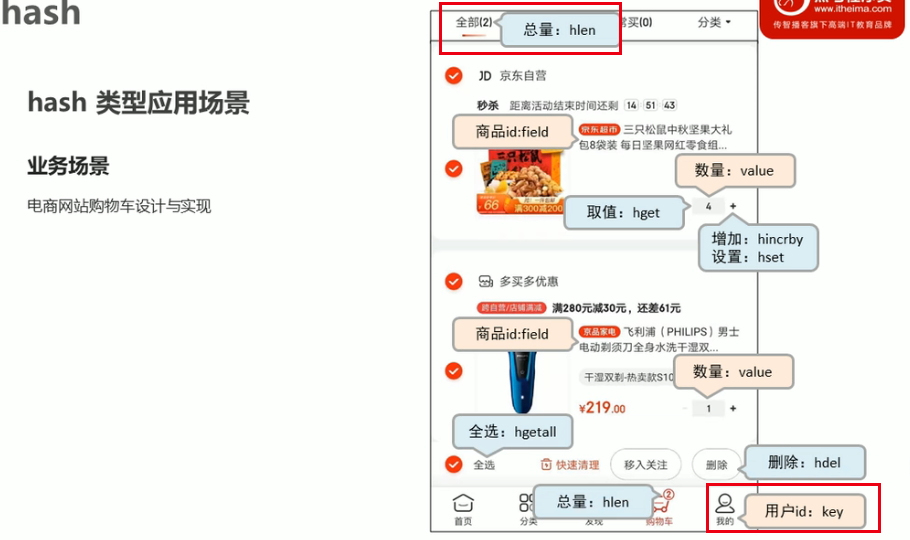 hash
www.itheima.com
传智播客旗下高端IT教育品牌
hash 类型应用场景
业务场景
电商网站购物车设计与实现
全部(2)
总量：hlen
常买(0)
分类
JD 京东自营
秒杀 距离活动结束时间还剩 14 : 51 : 43
商品id:field
京东超市 三只松鼠中秋坚果大礼
包8袋装 每日坚果网红零食组...
数量：value
三只松鼠
66
满300减200
取值：hget
4 +
增加：hincrby
设置：hset
多买多优惠
跨自营/店铺满减 满280元减30元，还差61元
商品id:field
京品家电 飞利浦（PHILIPS）男士
电动剃须刀全身水洗干湿双...
干湿双剃-热卖款S10
数量：value
¥219.00
- 1 +
全选：hgetall
全选
快速清理
移入关注
删除
删除：hdel
总量：hlen
2
用户id：key
首页
分类
发现
购物车
我的